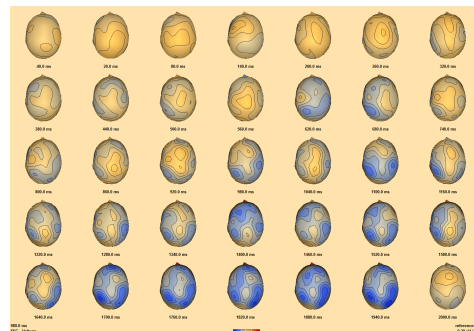 -40.0 ms 20.0 ms 80.0 ms 140.0 ms 200.0 ms 260.0 ms 320.0 ms
380.0 ms 440.0 ms 500.0 ms 560.0 ms 620.0 ms 680.0 ms 740.0 ms
800.0 ms 860.0 ms 920.0 ms 980.0 ms 1040.0 ms 1100.0 ms 1160.0 ms
1220.0 ms 1280.0 ms 1340.0 ms 1400.0 ms 1460.0 ms 1520.0 ms 1580.0 ms
1640.0 ms 1700.0 ms 1760.0 ms 1820.0 ms 1880.0 ms 1940.0 ms 2000.0 ms